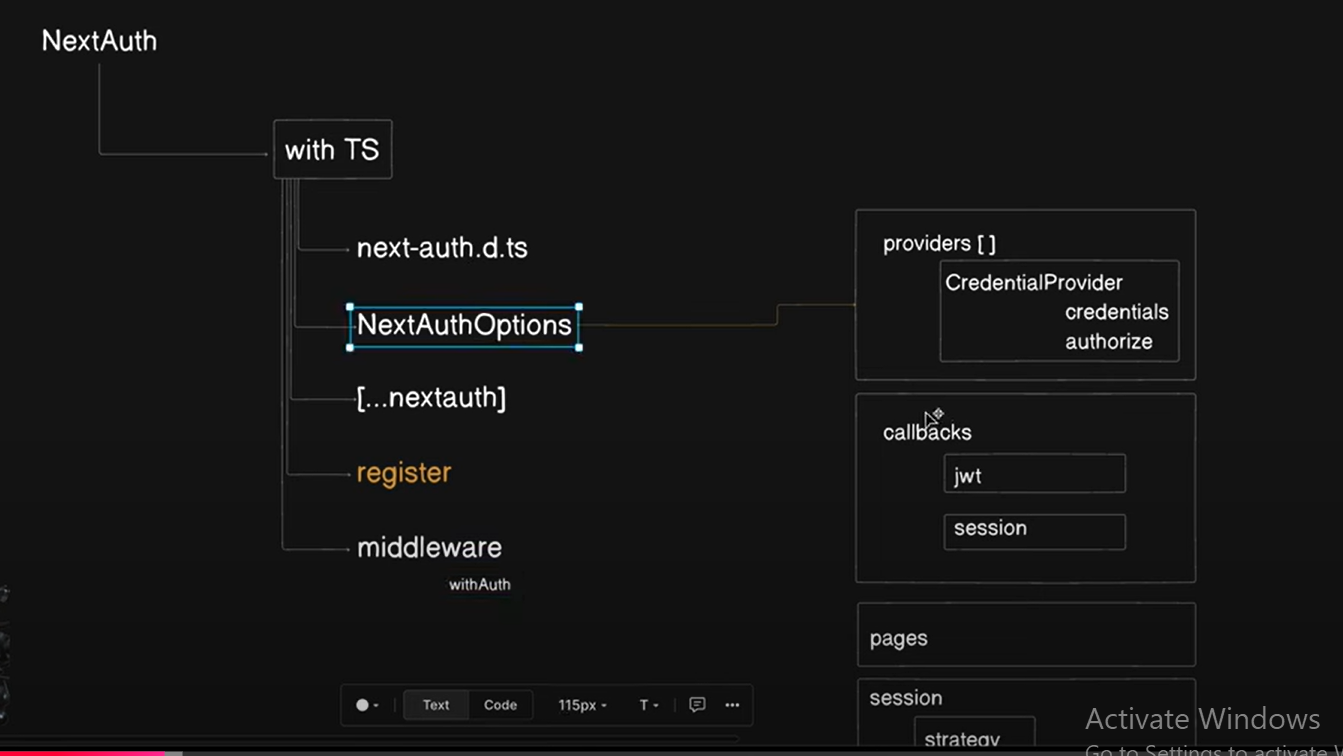 NextAuth
with TS
next-auth.d.ts
NextAuthOptions
[...nextauth]
register
middleware
withAuth
providers [ ]
CredentialProvider
credentials
authorize
callbacks
jwt
session
pages
session
strategy
Text Code 115px T
Activate Windows
Go to Settings to activate